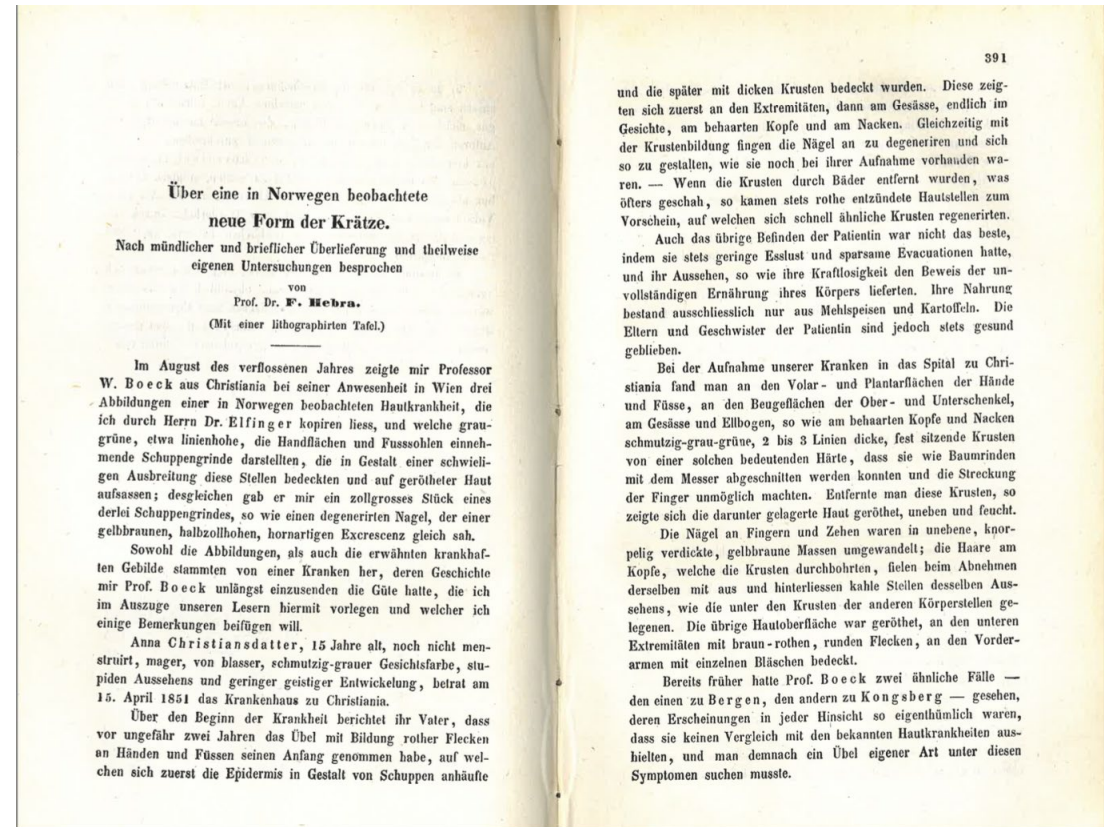 Über eine in Norwegen beobachtete
neue Form der Krätze.
Nach mündlicher und brieflicher Überlieferung und theilweise
eigenen Untersuchungen besprochen
von
Prof. Dr. F. Hebra.
(Mit einer lithographirten Tafel.)
Im August des verflossenen Jahres zeigte mir Professor
W. Boeck aus Christiania bei seiner Anwesenheit in Wien drei
Abbildungen einer in Norwegen beobachteten Hautkrankheit, die
ich durch Herrn Dr. Elfinger kopiren liess, und welche grau-
grüne, etwa linienhohe, die Handflächen und Fusssohlen einneh-
mende Schuppengrinde darstellten, die in Gestalt einer schwieli-
gen Ausbreitung diese Stellen bedeckten und auf gerötheter Haut
aufsassen; desgleichen gab er mir ein zollgrosses Stück eines
derlei Schuppengrindes, so wie einen degenerirten Nagel, der einer
gelbbraunen, halbzollhohen, hornartigen Excrescenz gleich sah.
Sowohl die Abbildungen, als auch die erwähnten krankhaf-
ten Gebilde stammten von einer Kranken her, deren Geschichte
mir Prof. Boeck unlängst einzusenden die Güte hatte, die ich
im Auszuge unseren Lesern hiermit vorlegen und welcher ich
einige Bemerkungen beifügen will.
Anna Christiansdatter, 15 Jahre alt, noch nicht men-
struirt, mager, von blasser, schmutzig-grauer Gesichtsfarbe, stu-
piden Aussehens und geringer geistiger Entwickelung, betrat am
15. April 1851 das Krankenhaus zu Christiania.
Über den Beginn der Krankheit berichtet ihr Vater, dass
vor ungefähr zwei Jahren das Übel mit Bildung rother Flecken
an Händen und Füssen seinen Anfang genommen habe, auf wel-
chen sich zuerst die Epidermis in Gestalt von Schuppen anhäufte
391
und die später mit dicken Krusten bedeckt wurden. Diese zeig-
ten sich zuerst an den Extremitäten, dann am Gesässe, endlich im
Gesichte, am behaarten Kopfe und am Nacken. Gleichzeitig mit
der Krustenbildung fingen die Nägel an zu degeneriren und sich
so zu gestalten, wie sie noch bei ihrer Aufnahme vorhanden wa-
ren. — Wenn die Krusten durch Bäder entfernt wurden, was
öfters geschah, so kamen stets rothe entzündete Hautstellen zum
Vorschein, auf welchen sich schnell ähnliche Krusten regenerirten.
Auch das übrige Befinden der Patientin war nicht das beste,
indem sie stets geringe Esslust und sparsame Evacuationen hatte,
und ihr Aussehen, so wie ihre Kraftlosigkeit den Beweis der un-
vollständigen Ernährung ihres Körpers lieferten. Ihre Nahrung
bestand ausschliesslich nur aus Mehlspeisen und Kartoffeln. Die
Eltern und Geschwister der Patientin sind jedoch stets gesund
geblieben.
Bei der Aufnahme unserer Kranken in das Spital zu Chri-
stiania fand man an den Volar- und Plantarflächen der Hände
und Füsse, an den Beugeflächen der Ober- und Unterschenkel,
am Gesässe und Ellbogen, so wie am behaarten Kopfe und Nacken
schmutzig-grau-grüne, 2 bis 3 Linien dicke, fest sitzende Krusten
von einer solchen bedeutenden Härte, dass sie wie Baumrinden
mit dem Messer abgeschnitten werden konnten und die Streckung
der Finger unmöglich machten. Entfernte man diese Krusten, so
zeigte sich die darunter gelagerte Haut geröthet, uneben und feucht.
Die Nägel an Fingern und Zehen waren in unebene, knor-
pelig verdickte, gelbbraune Massen umgewandelt; die Haare am
Kopfe, welche die Krusten durchbohrten, fielen beim Abnehmen
derselben mit aus und hinterliessen kahle Stellen desselben Aus-
sehens, wie die unter den Krusten der anderen Körperstellen ge-
legenen. Die übrige Hautoberfläche war geröthet, an den unteren
Extremitäten mit braun-rothen, runden Flecken, an den Vorder-
armen mit einzelnen Bläschen bedeckt.
Bereits früher hatte Prof. Boeck zwei ähnliche Fälle —
den einen zu Bergen, den andern zu Kongsberg — gesehen,
deren Erscheinungen in jeder Hinsicht so eigenthümlich waren,
dass sie keinen Vergleich mit den bekannten Hautkrankheiten aus-
hielten, und man demnach ein Übel eigener Art unter diesen
Symptomen suchen musste.